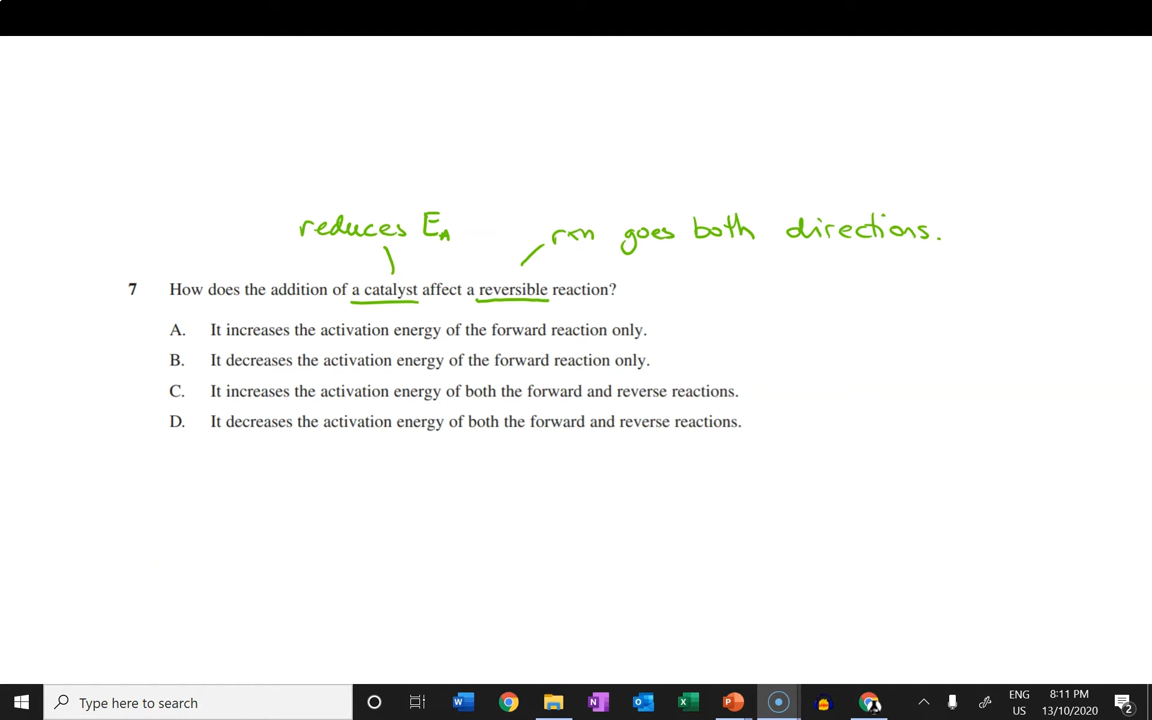 reduces EA
rxn goes both directions.
7 How does the addition of a catalyst affect a reversible reaction?
A. It increases the activation energy of the forward reaction only.
B. It decreases the activation energy of the forward reaction only.
C. It increases the activation energy of both the forward and reverse reactions.
D. It decreases the activation energy of both the forward and reverse reactions.
Type here to search
ENG
US
8:11 PM
13/10/2020
2